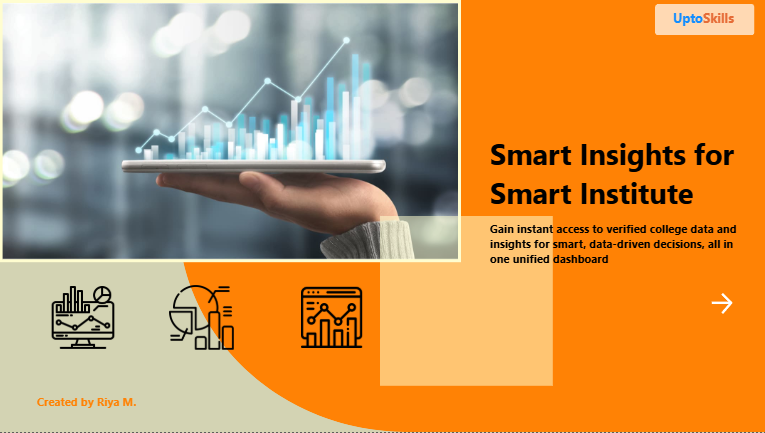 UptoSkills
Smart Insights for
Smart Institute
Gain instant access to verified college data and
insights for smart, data-driven decisions, all in
one unified dashboard
Created by Riya M.